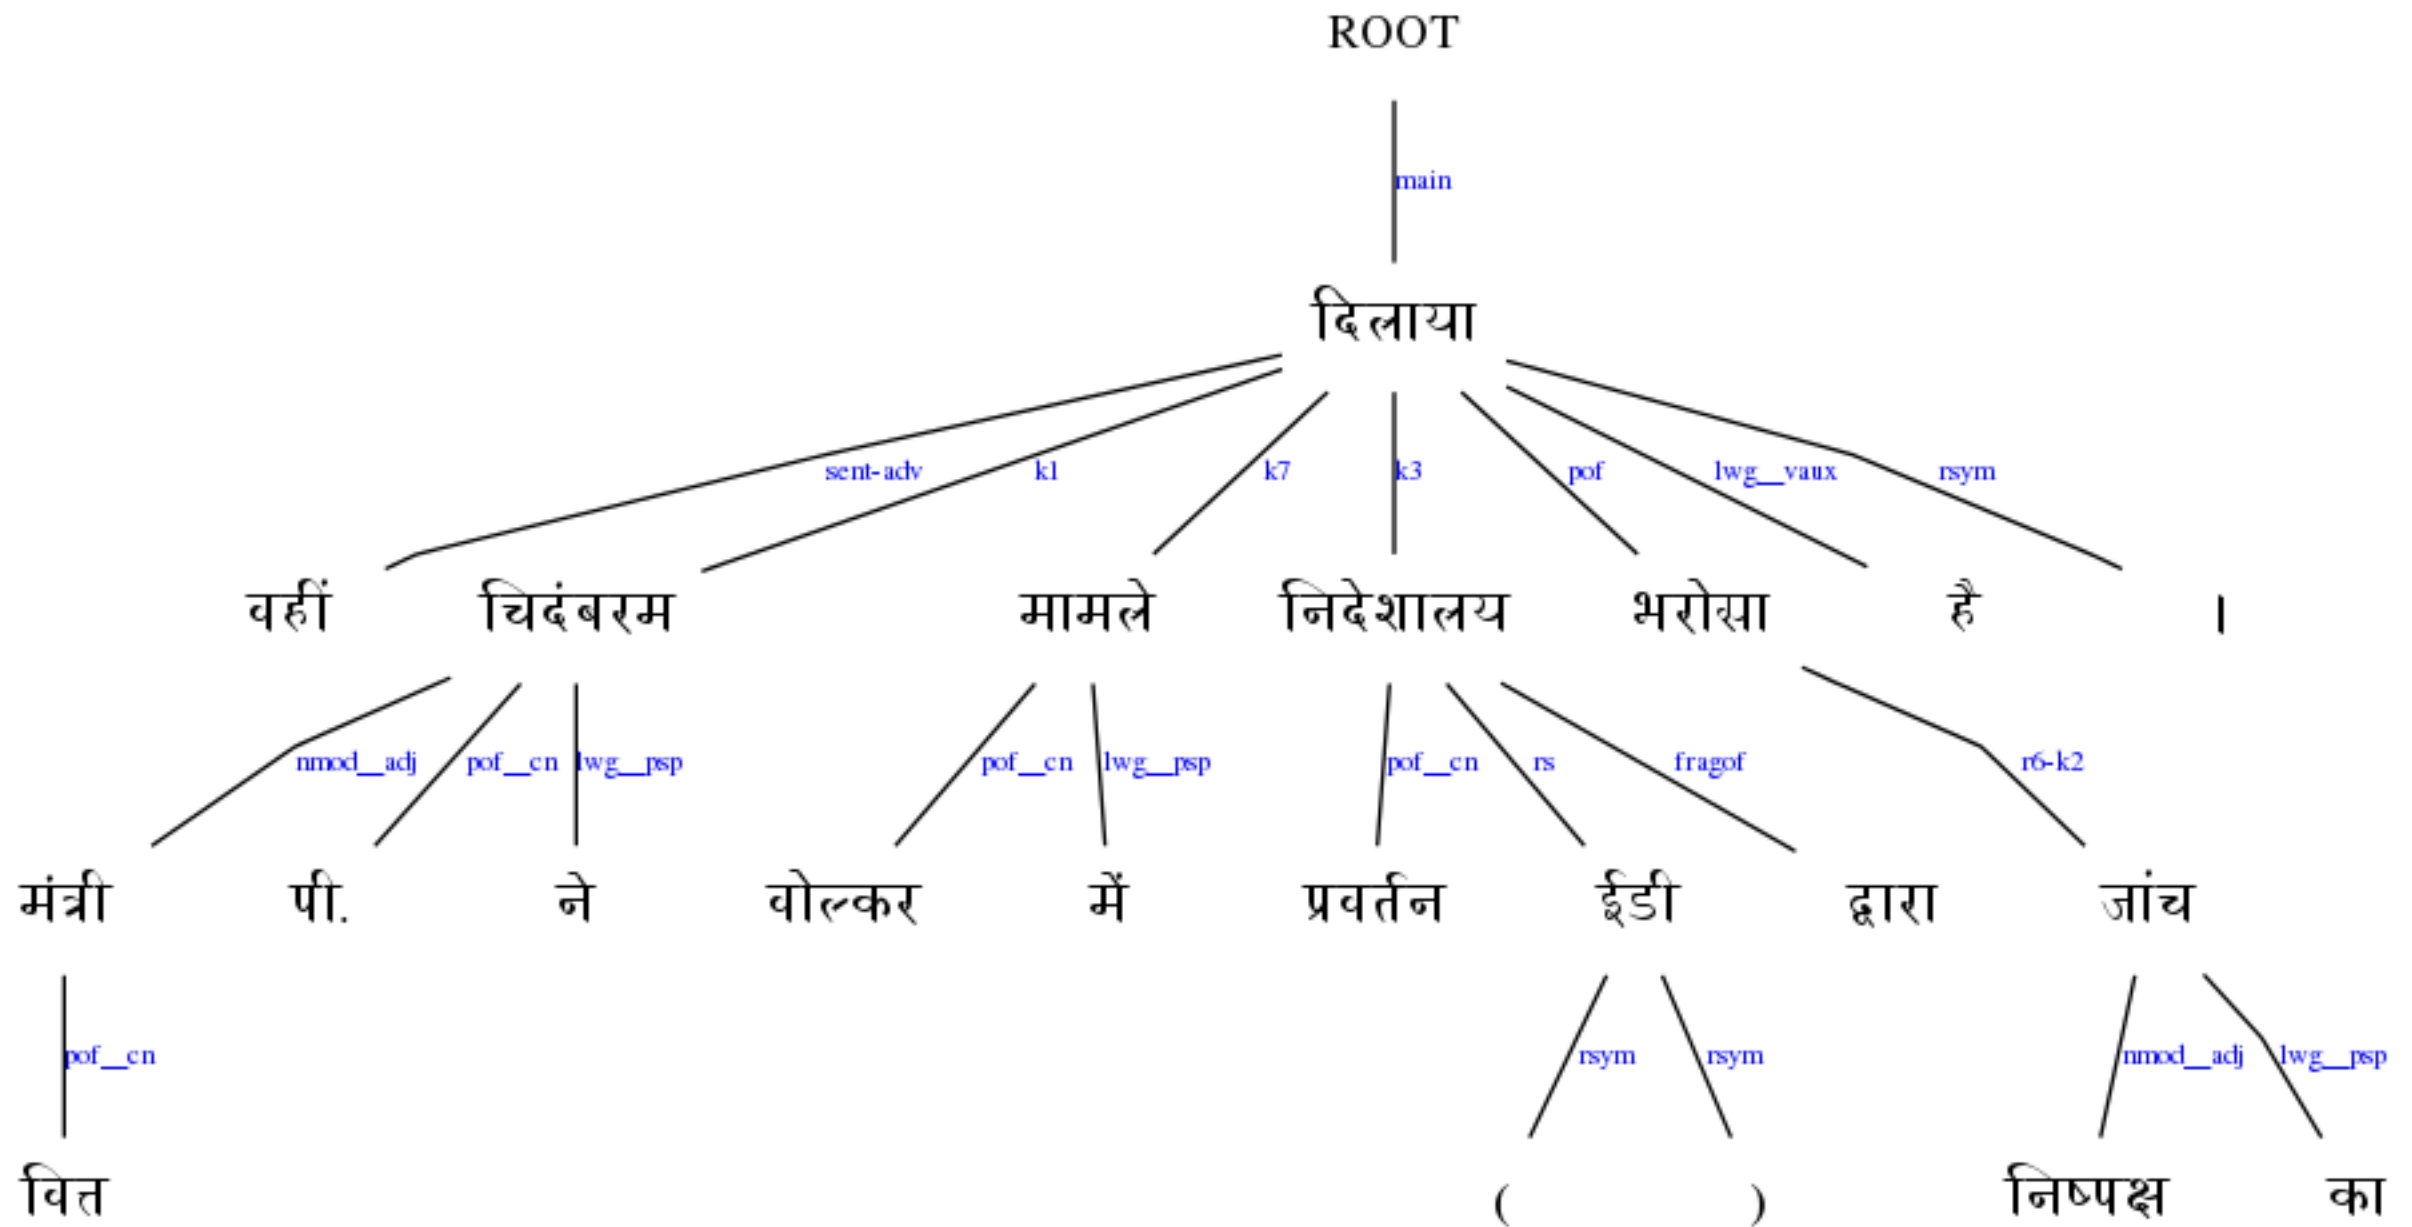 ROOT
main
दिलाया
sent-adv k1 k7 k3 pof lwg__vaux rsym
वहीं चिदंबरम मामले निदेशालय भरोसा है ।
nmod__adj pof__cn lwg__psp pof__cn lwg__psp pof__cn rs fragof r6-k2
मंत्री पी. ने वोल्कर में प्रवर्तन ईडी द्वारा जांच
pof__cn rsym rsym nmod__adj lwg__psp
वित्त ( ) निष्पक्ष का